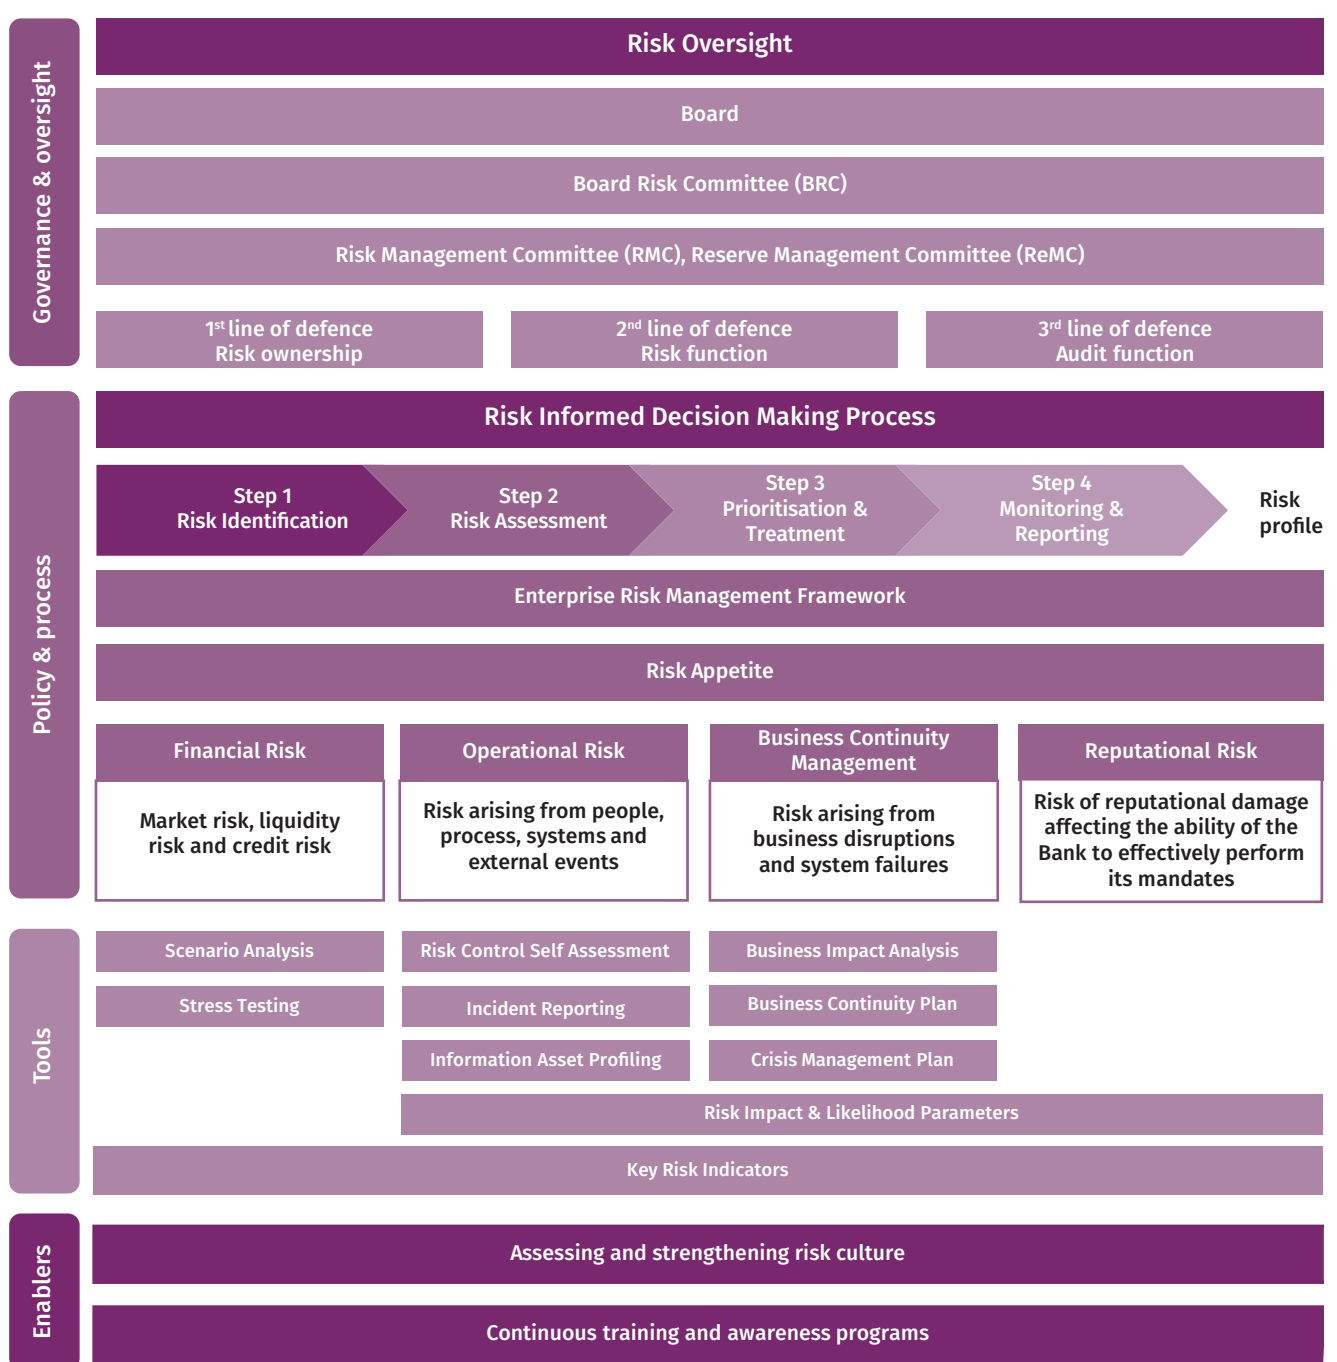 Governance & oversight
Risk Oversight
Board
Board Risk Committee (BRC)
Risk Management Committee (RMC), Reserve Management Committee (ReMC)
1st line of defence
Risk ownership
2nd line of defence
Risk function
3rd line of defence
Audit function
Policy & process
Risk Informed Decision Making Process
Step 1
Risk Identification
Step 2
Risk Assessment
Step 3
Prioritisation &
Treatment
Step 4
Monitoring &
Reporting
Risk
profile
Enterprise Risk Management Framework
Risk Appetite
Financial Risk
Market risk, liquidity
risk and credit risk
Operational Risk
Risk arising from people,
process, systems and
external events
Business Continuity
Management
Risk arising from
business disruptions
and system failures
Reputational Risk
Risk of reputational damage
affecting the ability of the
Bank to effectively perform
its mandates
Tools
Scenario Analysis
Stress Testing
Risk Control Self Assessment
Incident Reporting
Information Asset Profiling
Business Impact Analysis
Business Continuity Plan
Crisis Management Plan
Risk Impact & Likelihood Parameters
Key Risk Indicators
Enablers
Assessing and strengthening risk culture
Continuous training and awareness programs